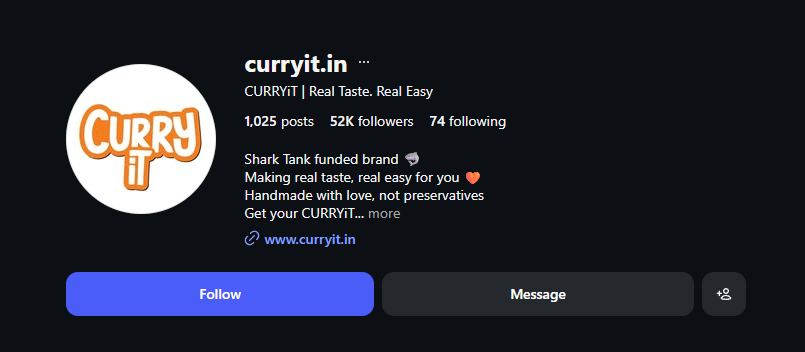 CURRY
iT
curryit.in ...
CURRYiT | Real Taste. Real Easy
1,025 posts 52K followers 74 following
Shark Tank funded brand 🦈
Making real taste, real easy for you ❤️
Handmade with love, not preservatives
Get your CURRYiT... more
www.curryit.in
Follow
Message